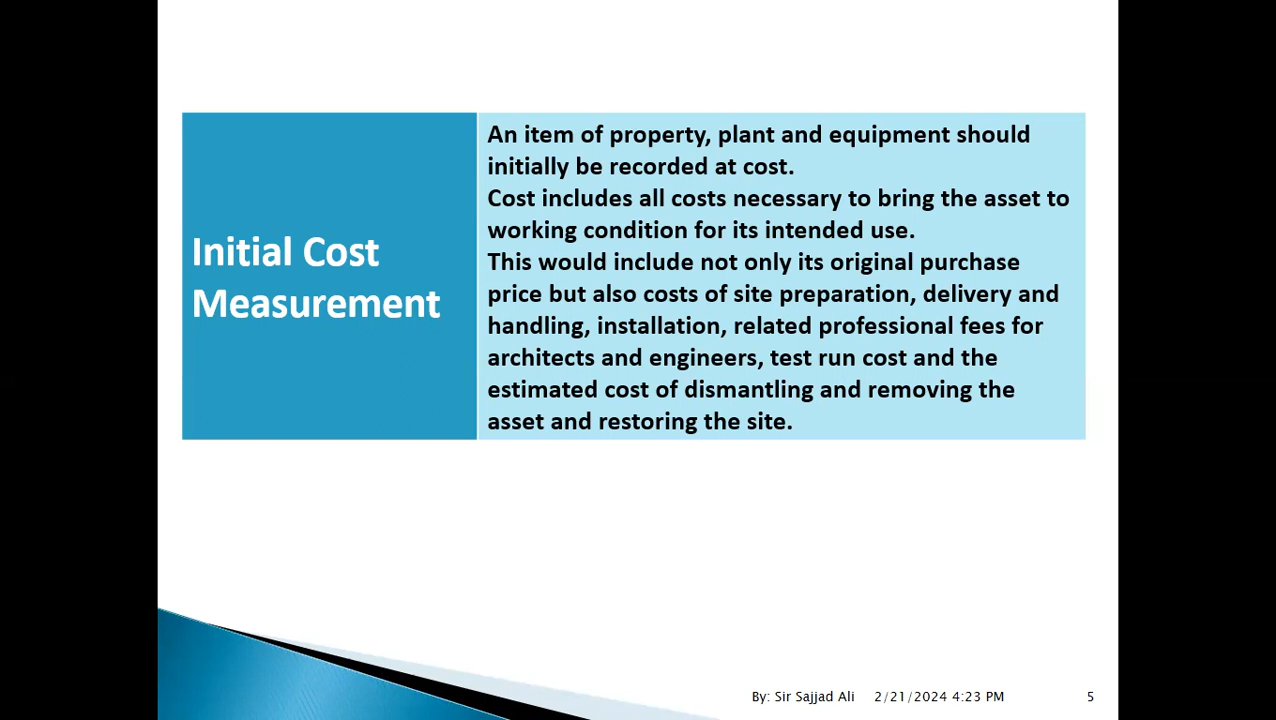 Initial Cost
Measurement
An item of property, plant and equipment should
initially be recorded at cost.
Cost includes all costs necessary to bring the asset to
working condition for its intended use.
This would include not only its original purchase
price but also costs of site preparation, delivery and
handling, installation, related professional fees for
architects and engineers, test run cost and the
estimated cost of dismantling and removing the
asset and restoring the site.
By: Sir Sajjad Ali 2/21/2024 4:23 PM 5